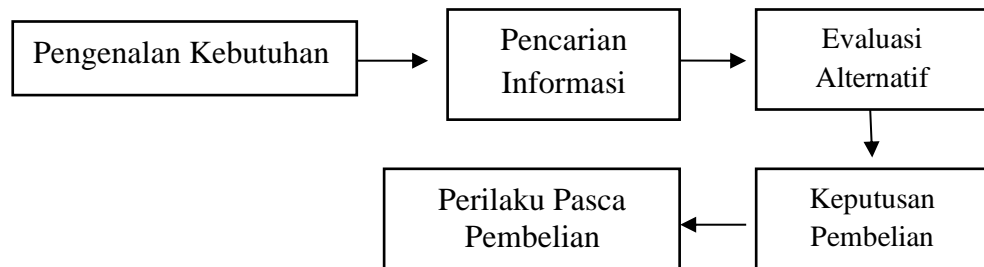 Pengenalan Kebutuhan
Pencarian
Informasi
Evaluasi
Alternatif
Keputusan
Pembelian
Perilaku Pasca
Pembelian